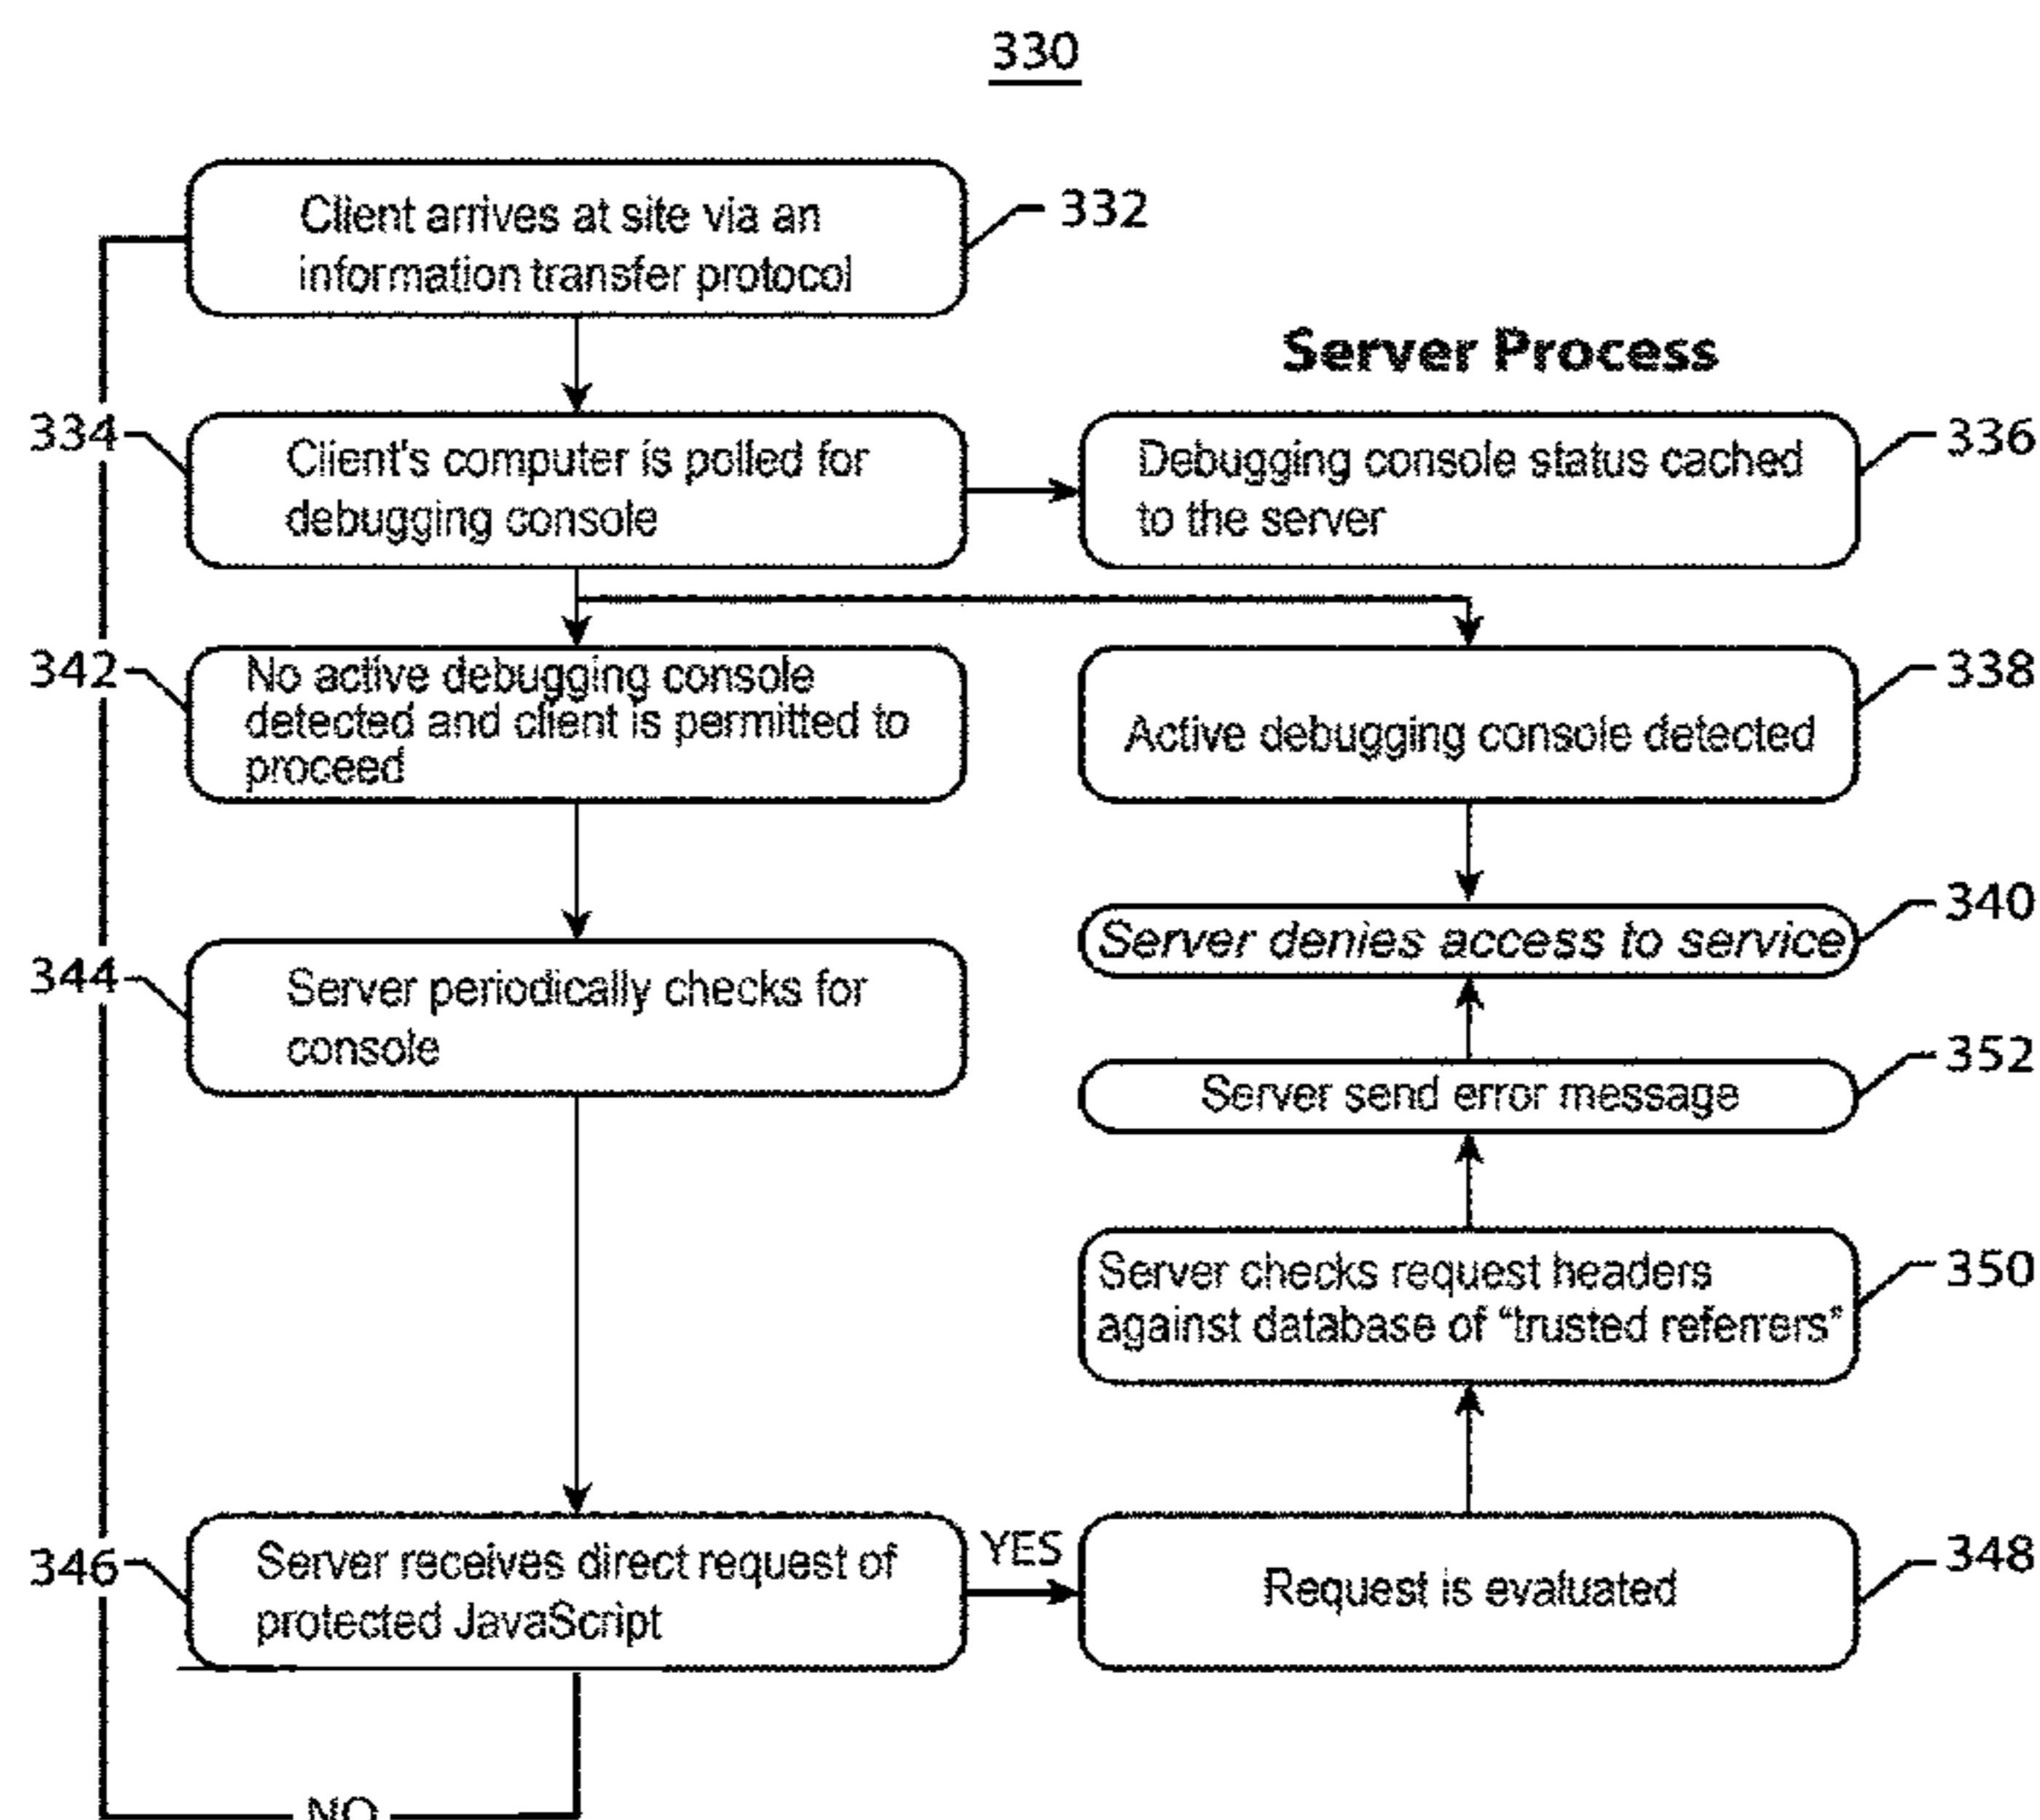 330
Client arrives at site via an
information transfer protocol
332
Server Process
334
Client's computer is polled for
debugging console
Debugging console status cached
to the server
336
342
No active debugging console
detected and client is permitted to
proceed
Active debugging console detected
338
Server denies access to service
340
344
Server periodically checks for
console
Server send error message
352
Server checks request headers
against database of “trusted referrers”
350
346
Server receives direct request of
protected JavaScript
YES
Request is evaluated
348
NO